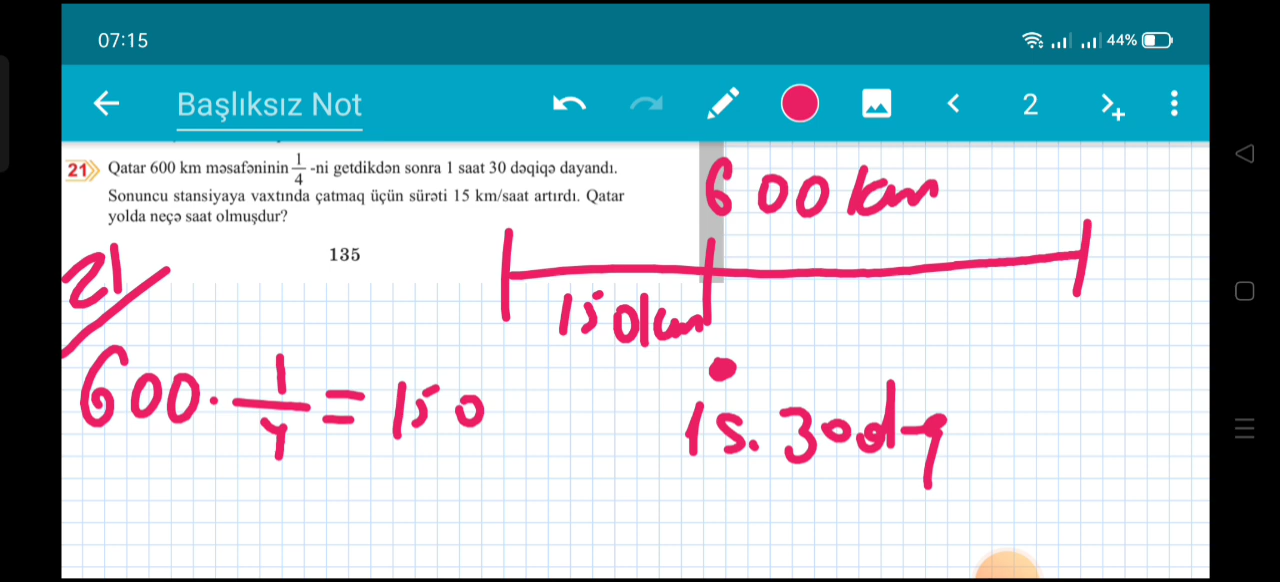 07:15
44%
Başlıksız Not
2
21 Qatar 600 km məsafəninin 1/4 -ni getdikdən sonra 1 saat 30 dəqiqə dayandı.
Sonuncu stansiyaya vaxtında çatmaq üçün sürəti 15 km/saat artırdı. Qatar
yolda neçə saat olmuşdur?
135
600 km
21
150 km
600 · 1/4 = 150
1 s. 30 dəq